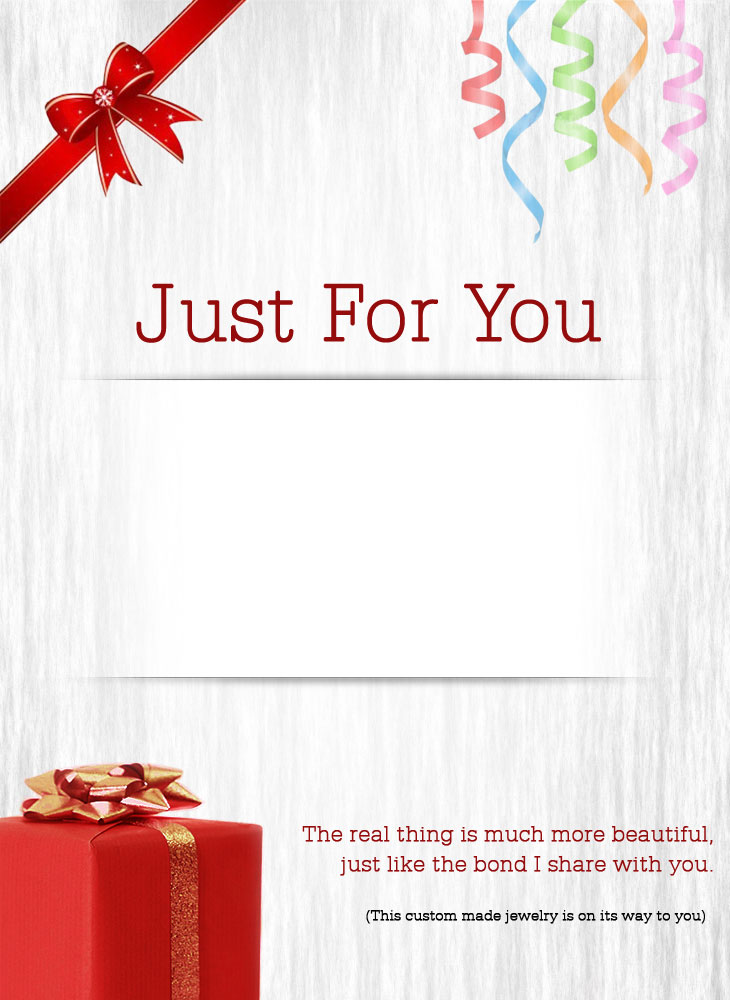 Just For You
The real thing is much more beautiful,
just like the bond I share with you.
(This custom made jewelry is on its way to you)